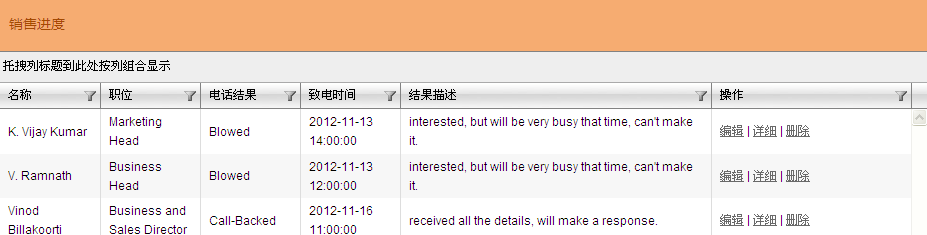 销售进度
托拽列标题到此处按列组合显示
名称 职位 电话结果 致电时间 结果描述 操作
K. Vijay Kumar Marketing Head Blowed 2012-11-13 14:00:00 interested, but will be very busy that time, can't make it. 编辑 | 详细 | 删除
V. Ramnath Business Head Blowed 2012-11-13 12:00:00 interested, but will be very busy that time, can't make it. 编辑 | 详细 | 删除
Vinod Billakoorti Business and Sales Director Call-Backed 2012-11-16 11:00:00 received all the details, will make a response. 编辑 | 详细 | 删除